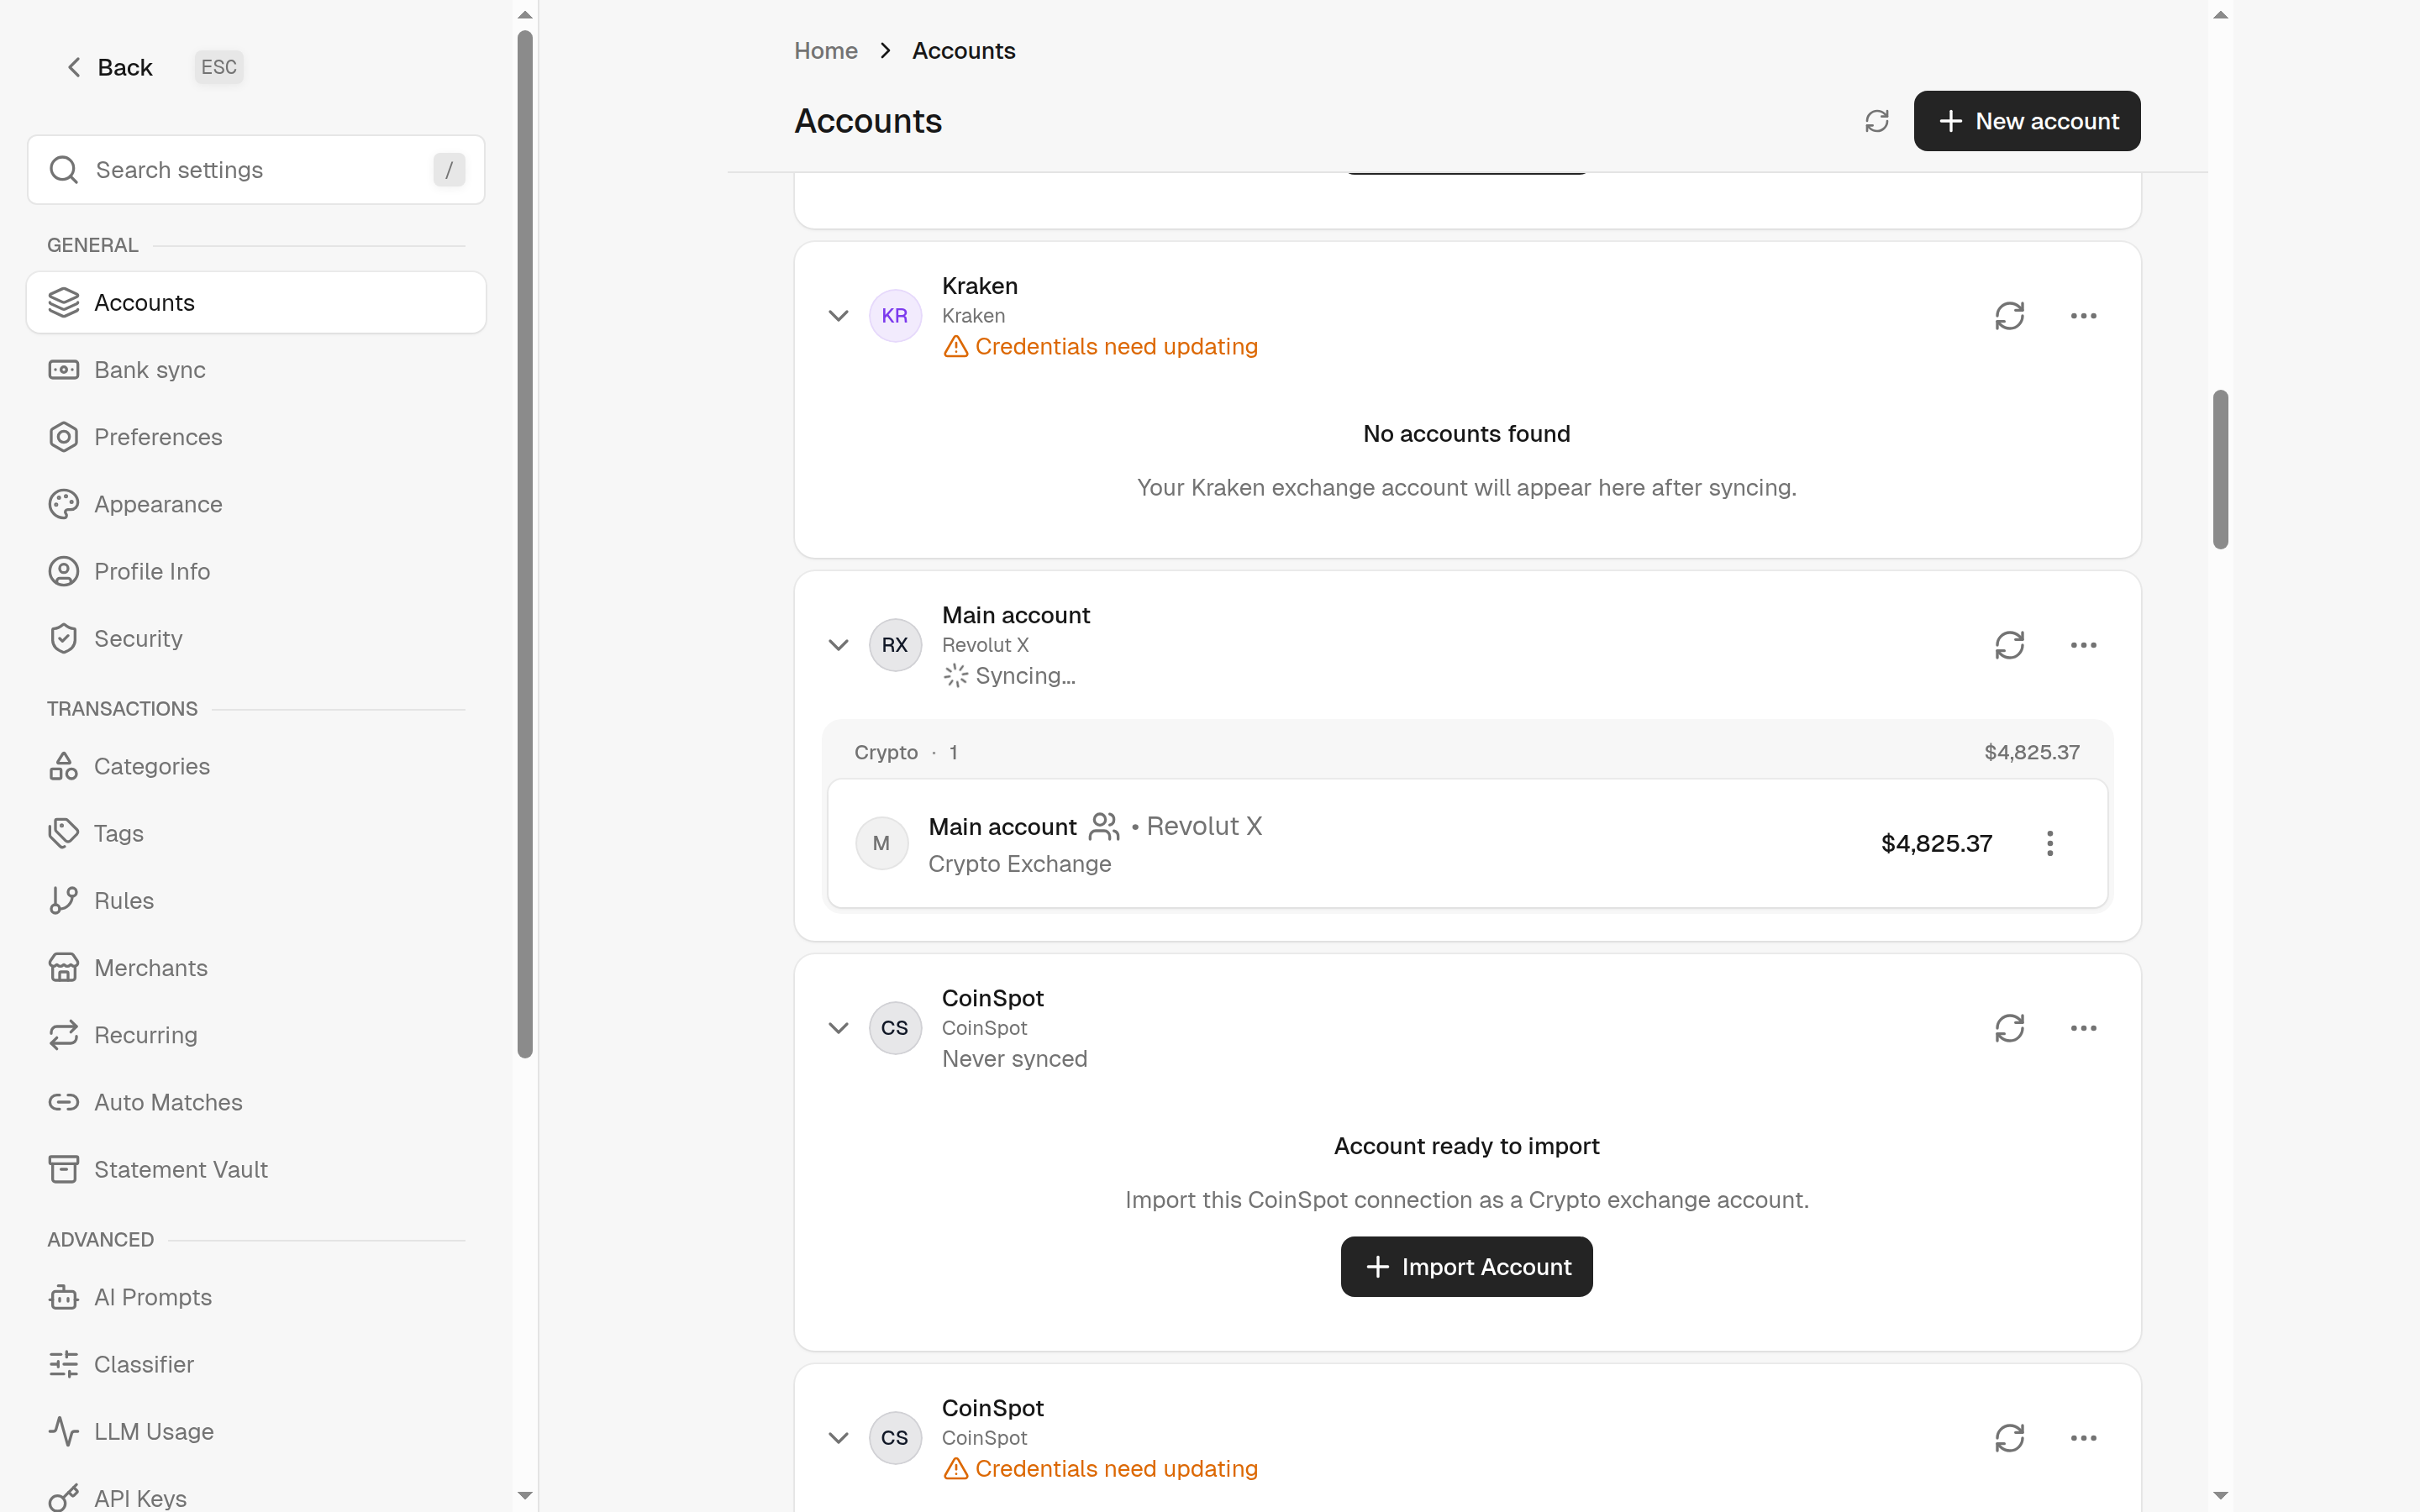 Back ESC
Search settings /
GENERAL
Accounts
Bank sync
Preferences
Appearance
Profile Info
Security
TRANSACTIONS
Categories
Tags
Rules
Merchants
Recurring
Auto Matches
Statement Vault
ADVANCED
AI Prompts
Classifier
LLM Usage
API Keys
Home > Accounts
Accounts
New account
KR
Kraken
Kraken
Credentials need updating
No accounts found
Your Kraken exchange account will appear here after syncing.
RX
Main account
Revolut X
Syncing...
Crypto · 1 $4,825.37
M
Main account • Revolut X
Crypto Exchange
$4,825.37
CS
CoinSpot
CoinSpot
Never synced
Account ready to import
Import this CoinSpot connection as a Crypto exchange account.
Import Account
CS
CoinSpot
CoinSpot
Credentials need updating